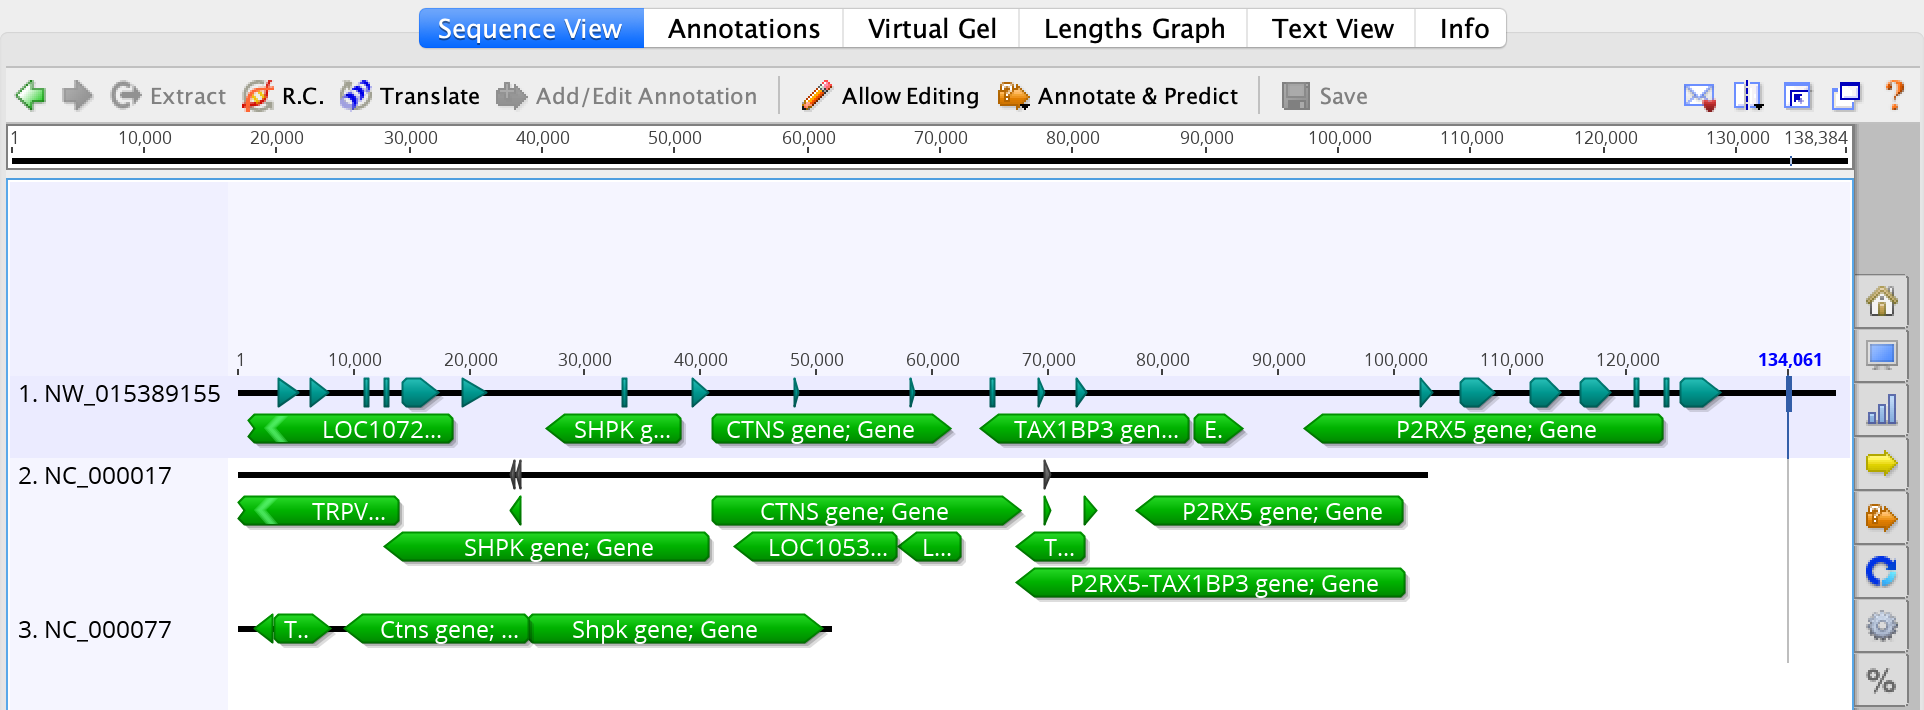 Sequence View Annotations Virtual Gel Lengths Graph Text View Info
Extract R.C. Translate Add/Edit Annotation Allow Editing Annotate & Predict Save
1 10,000 20,000 30,000 40,000 50,000 60,000 70,000 80,000 90,000 100,000 110,000 120,000 130,000 138,384
1 10,000 20,000 30,000 40,000 50,000 60,000 70,000 80,000 90,000 100,000 110,000 120,000 134,061
1. NW_015389155
LOC1072... SHPK g... CTNS gene; Gene TAX1BP3 gen... E. P2RX5 gene; Gene
2. NC_000017
TRPV... CTNS gene; Gene P2RX5 gene; Gene
SHPK gene; Gene LOC1053... L... T...
P2RX5-TAX1BP3 gene; Gene
3. NC_000077 T.. Ctns gene; ... Shpk gene; Gene
%